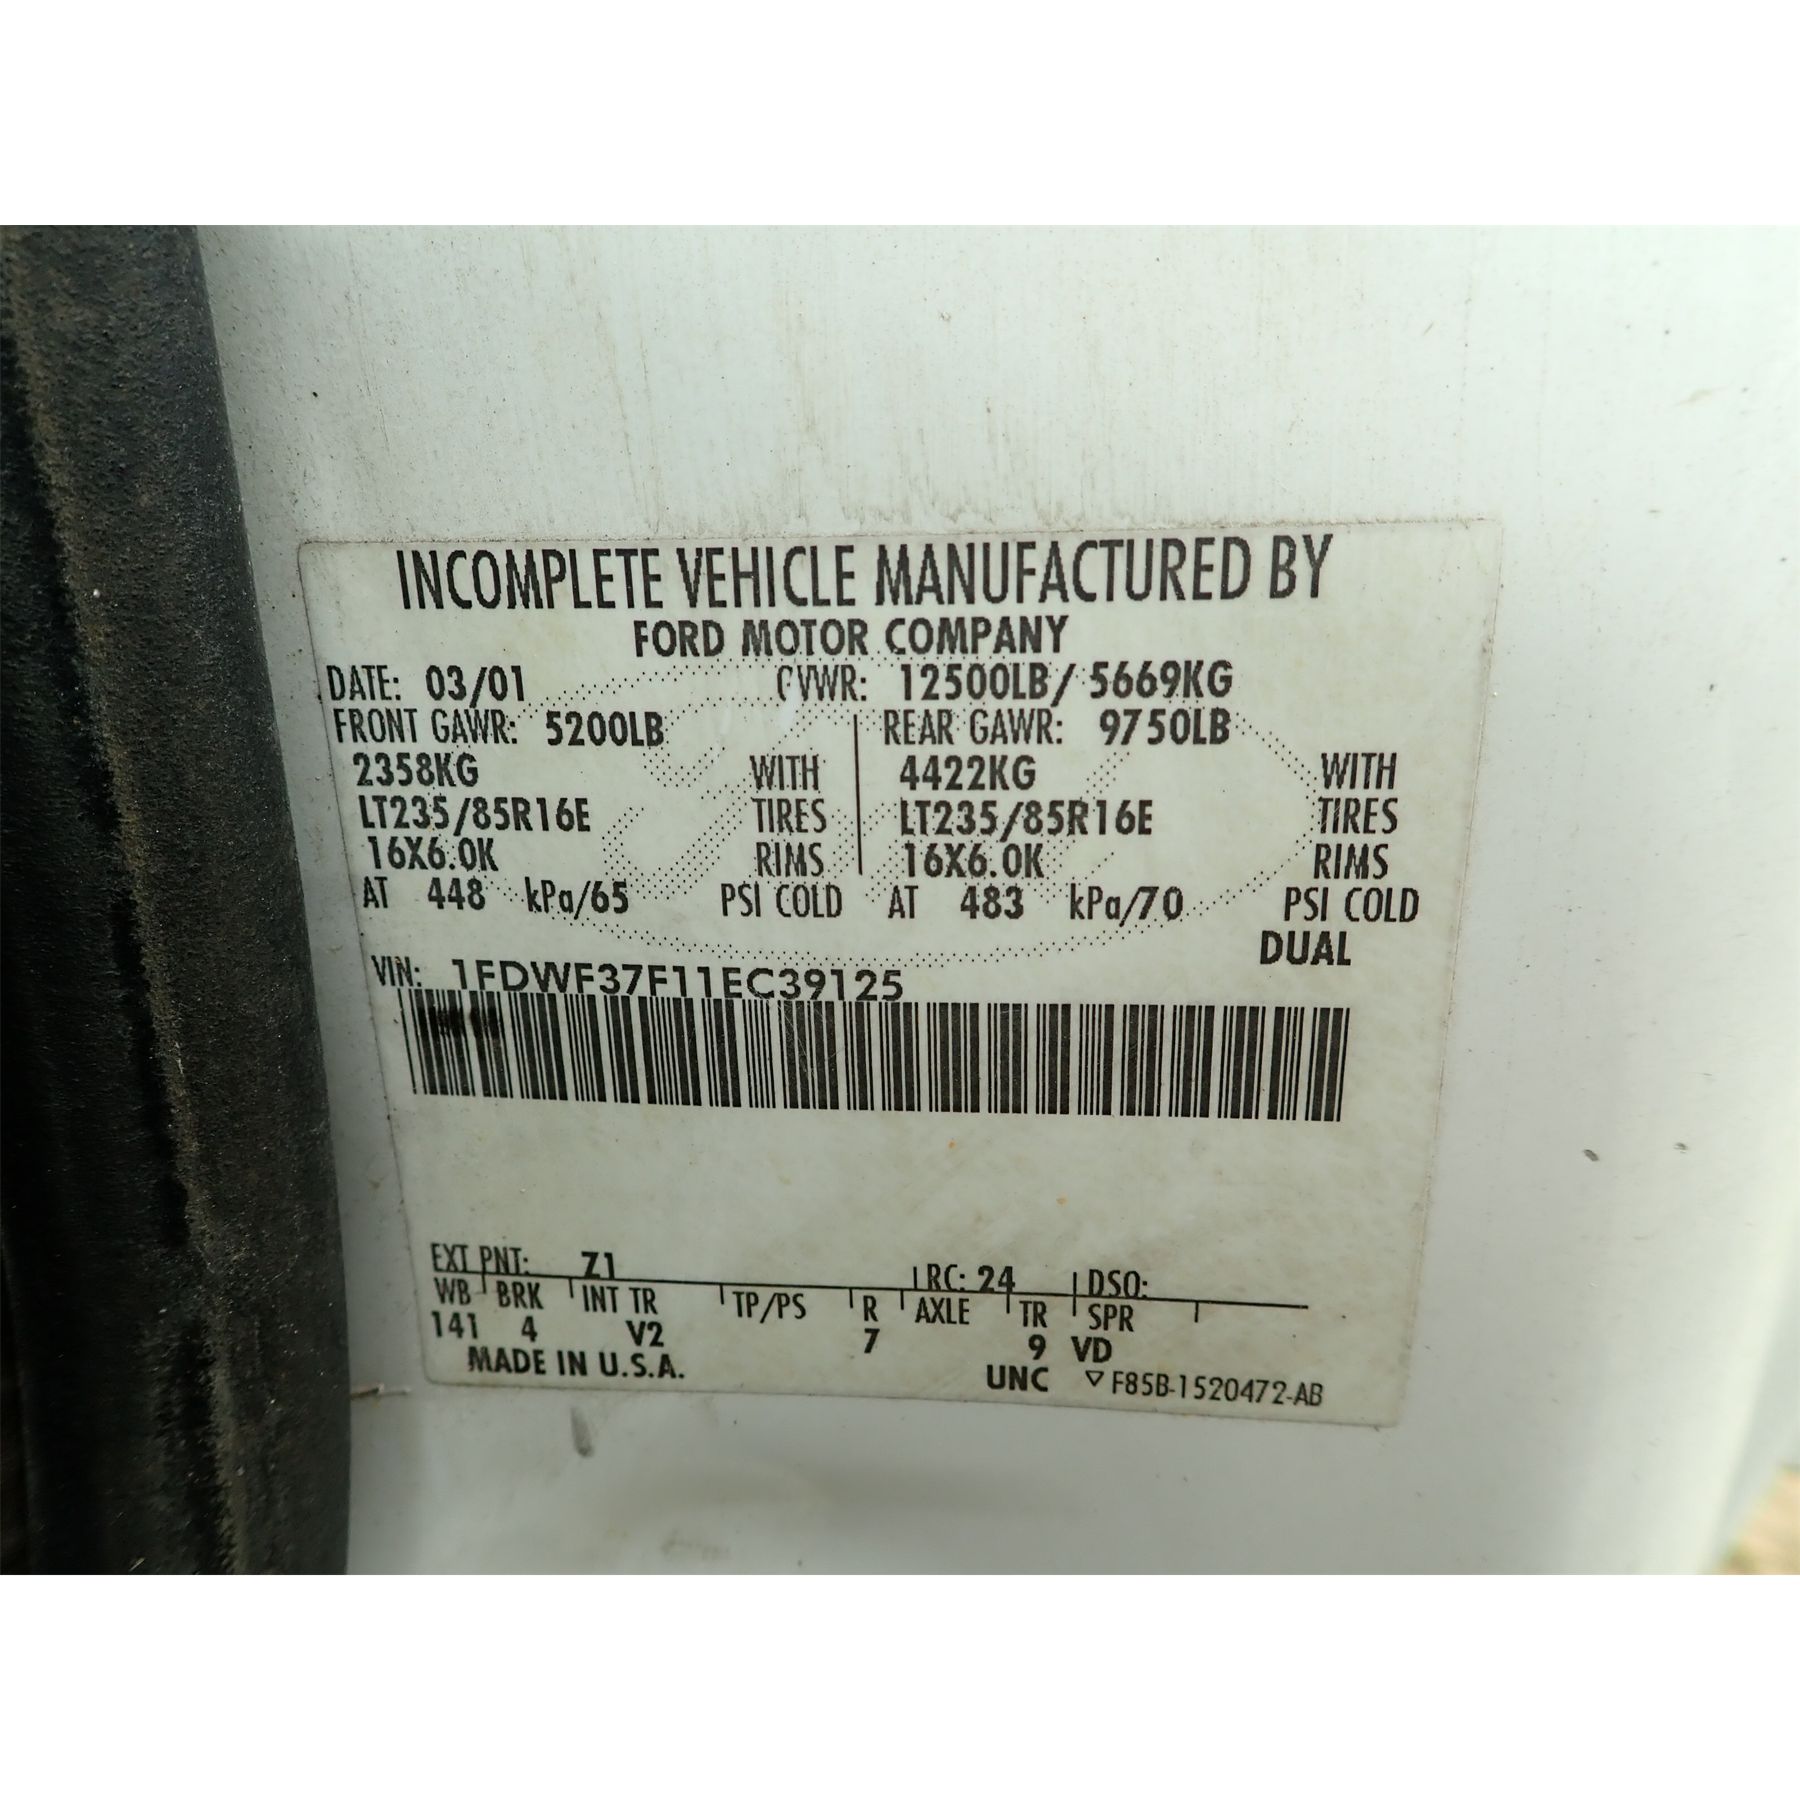 INCOMPLETE VEHICLE MANUFACTURED BY
FORD MOTOR COMPANY
DATE: 03/01 GVWR: 12500LB/ 5669KG
FRONT GAWR: 5200LB REAR GAWR: 9750LB
2358KG WITH 4422KG WITH
LT235/85R16E TIRES LT235/85R16E TIRES
16X6.0K RIMS 16X6.0K RIMS
AT 448 kPa/65 PSI COLD AT 483 kPa/70 PSI COLD
DUAL
VIN: 1FDWF37F11EC39125
EXT PNT: Z1 RC: 24 DSO:
WB BRK INT TR TP/PS R AXLE TR SPR
141 4 V2 7 9 VD
MADE IN U.S.A. UNC ▽ F85B-1520472-AB